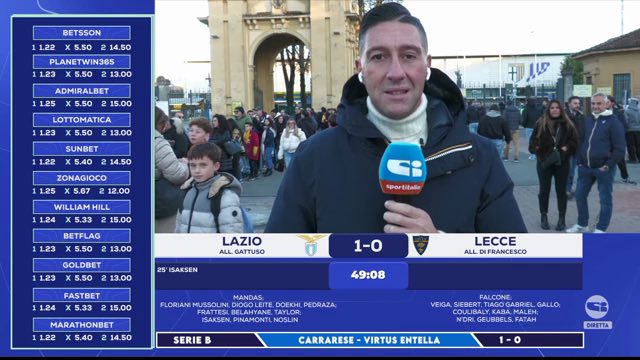 BETSSON
1 1.22 X 5.50 2 14.50
PLANETWIN365
1 1.23 X 5.50 2 13.00
ADMIRALBET
1 1.25 X 5.50 2 15.00
LOTTOMATICA
1 1.23 X 5.50 2 13.00
SUNBET
1 1.22 X 5.40 2 14.50
ZONAGIOCO
1 1.25 X 5.67 2 12.00
WILLIAM HILL
1 1.24 X 5.33 2 15.00
BETFLAG
1 1.23 X 5.50 2 13.00
GOLDBET
1 1.23 X 5.50 2 13.00
FASTBET
1 1.24 X 5.33 2 15.00
MARATHONBET
1 1.22 X 5.40 2 14.50
sportitalia
LAZIO 1-0 LECCE
ALL. GATTUSO ALL. DI FRANCESCO
25' ISAKSEN
49:08
MANDAS;
FLORIANI MUSSOLINI, DIOGO LEITE, DOEKHI, PEDRAZA;
FRATTESI, BELAHYANE, TAYLOR;
ISAKSEN, PINAMONTI, NOSLIN
FALCONE;
VEIGA, SIEBERT, TIAGO GABRIEL, GALLO;
COULIBALY, KABA, MALEH;
N'DRI, GEUBBELS, FATAH
DIRETTA
SERIE B CARRARESE - VIRTUS ENTELLA 1 - 0